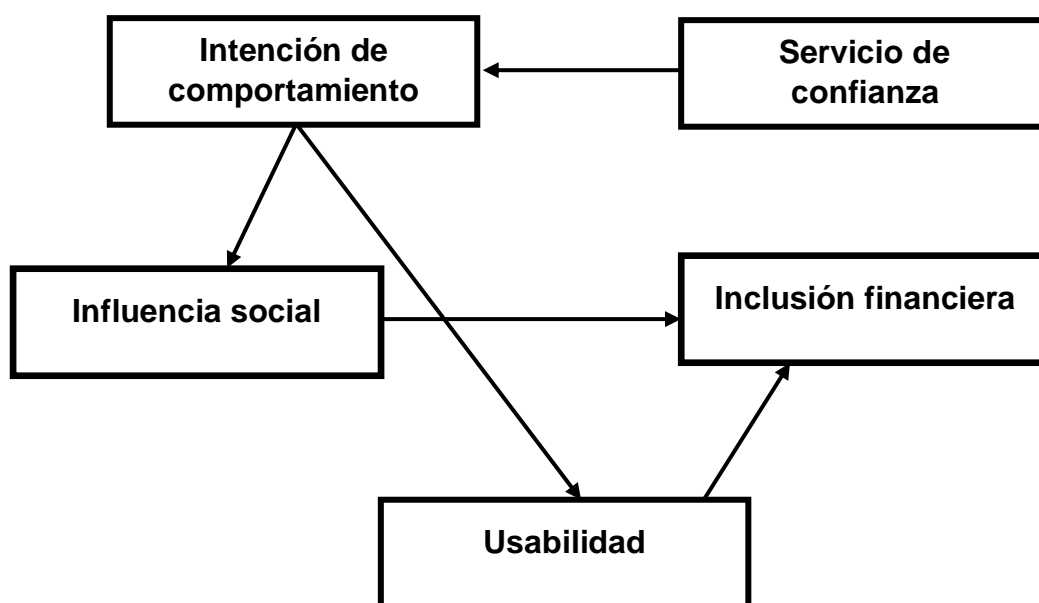 Intención de
comportamiento
Servicio de
confianza
Influencia social
Inclusión financiera
Usabilidad